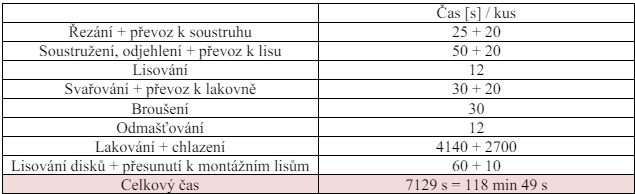 Čas [s] / kus
Řezání + převoz k soustruhu 25 + 20
Soustružení, odjehlení + převoz k lisu 50 + 20
Lisování 12
Svařování + převoz k lakovně 30 + 20
Broušení 30
Odmašťování 12
Lakování + chlazení 4140 + 2700
Lisování disků + přesunutí k montážním lisům 60 + 10
Celkový čas 7129 s = 118 min 49 s